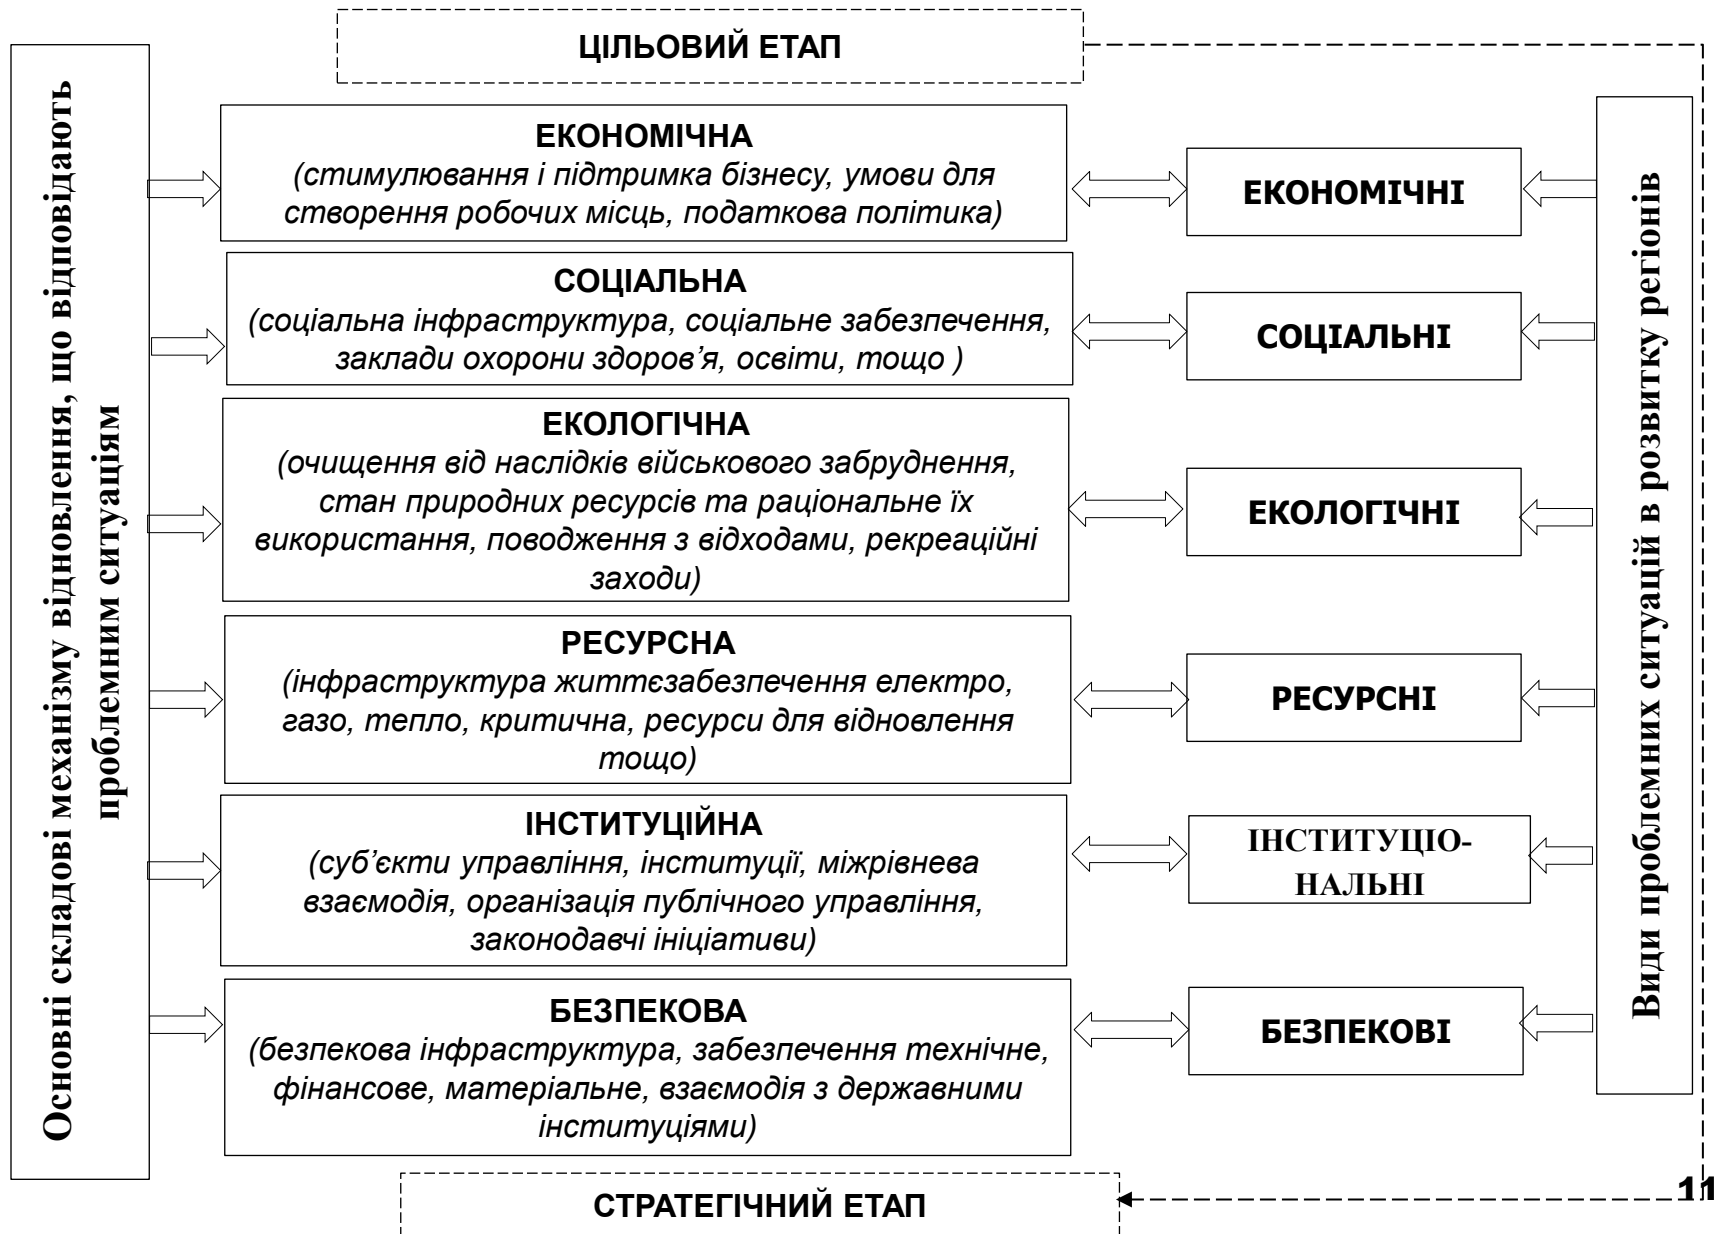 ЦІЛЬОВИЙ ЕТАП
Основні складові механізму відновлення, що відповідають
проблемним ситуаціям
ЕКОНОМІЧНА
(стимулювання і підтримка бізнесу, умови для
створення робочих місць, податкова політика)
ЕКОНОМІЧНІ
СОЦІАЛЬНА
(соціальна інфраструктура, соціальне забезпечення,
заклади охорони здоров’я, освіти, тощо )
СОЦІАЛЬНІ
ЕКОЛОГІЧНА
(очищення від наслідків військового забруднення,
стан природних ресурсів та раціональне їх
використання, поводження з відходами, рекреаційні
заходи)
ЕКОЛОГІЧНІ
РЕСУРСНА
(інфраструктура життєзабезпечення електро,
газо, тепло, критична, ресурси для відновлення
тощо)
РЕСУРСНІ
ІНСТИТУЦІЙНА
(суб’єкти управління, інституції, міжрівнева
взаємодія, організація публічного управління,
законодавчі ініціативи)
ІНСТИТУЦІО-
НАЛЬНІ
БЕЗПЕКОВА
(безпекова інфраструктура, забезпечення технічне,
фінансове, матеріальне, взаємодія з державними
інституціями)
БЕЗПЕКОВІ
Види проблемних ситуацій в розвитку регіонів
СТРАТЕГІЧНИЙ ЕТАП
11